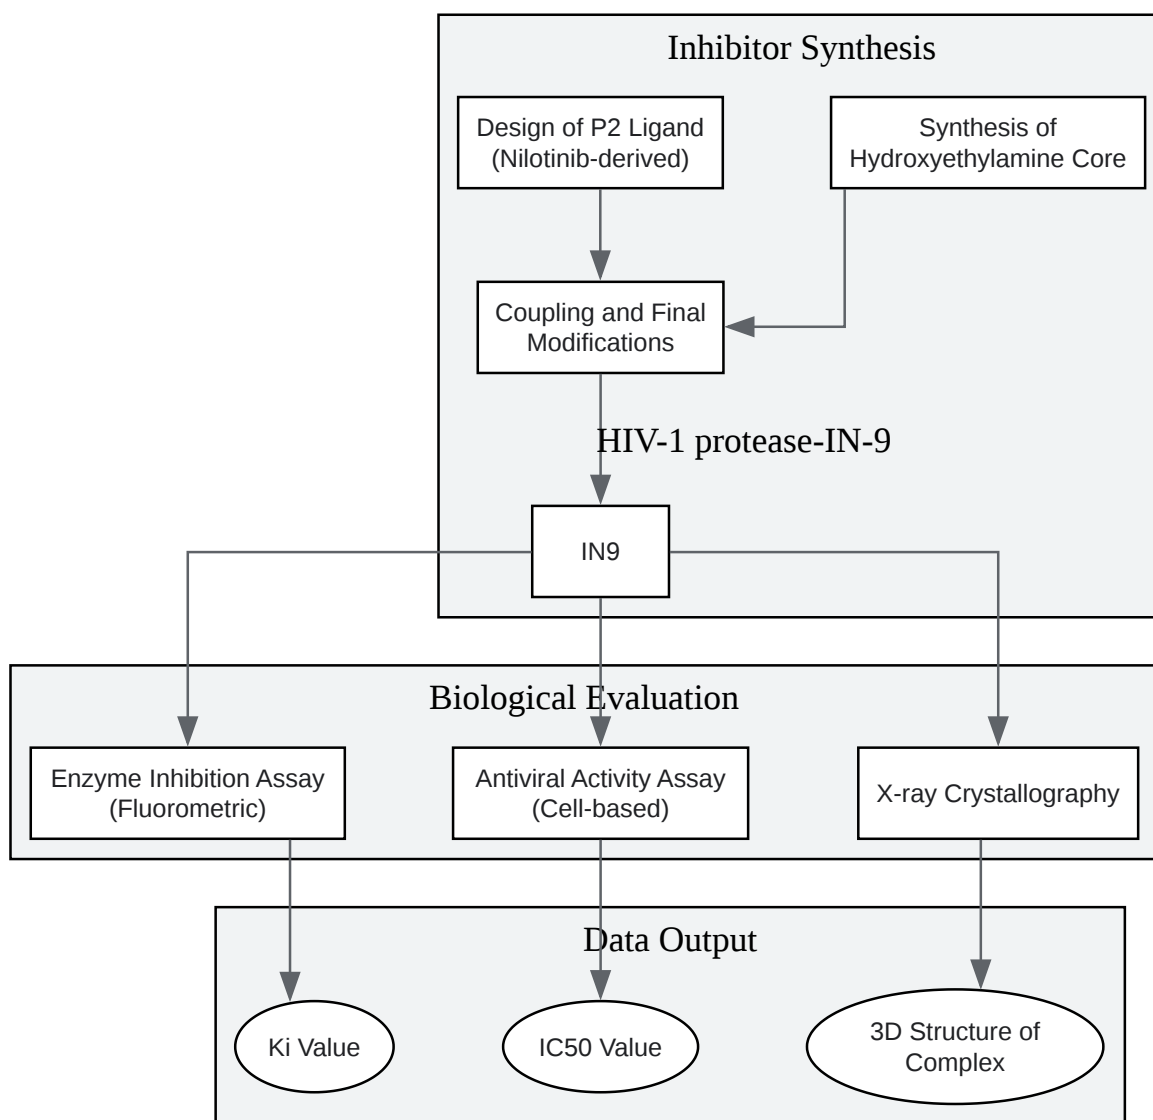 Inhibitor Synthesis
Design of P2 Ligand
(Nilotinib-derived)
Synthesis of
Hydroxyethylamine Core
Coupling and Final
Modifications
HIV-1 protease-IN-9
IN9
Biological Evaluation
Enzyme Inhibition Assay
(Fluorometric)
Antiviral Activity Assay
(Cell-based)
X-ray Crystallography
Data Output
Ki Value
IC50 Value
3D Structure of
Complex